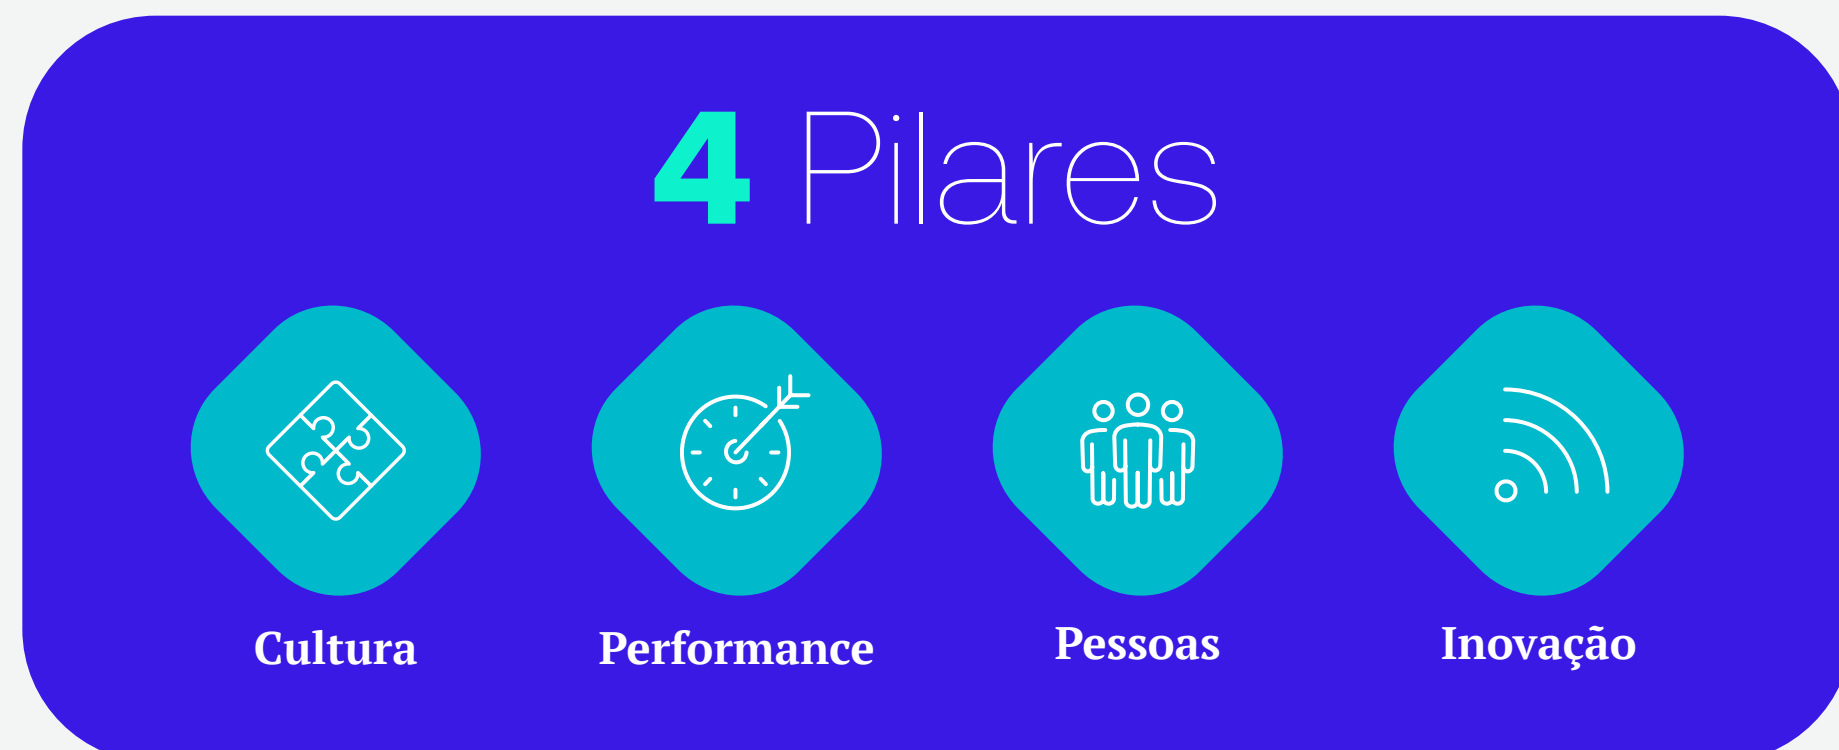 4 Pilares
Cultura
Performance
Pessoas
Inovação